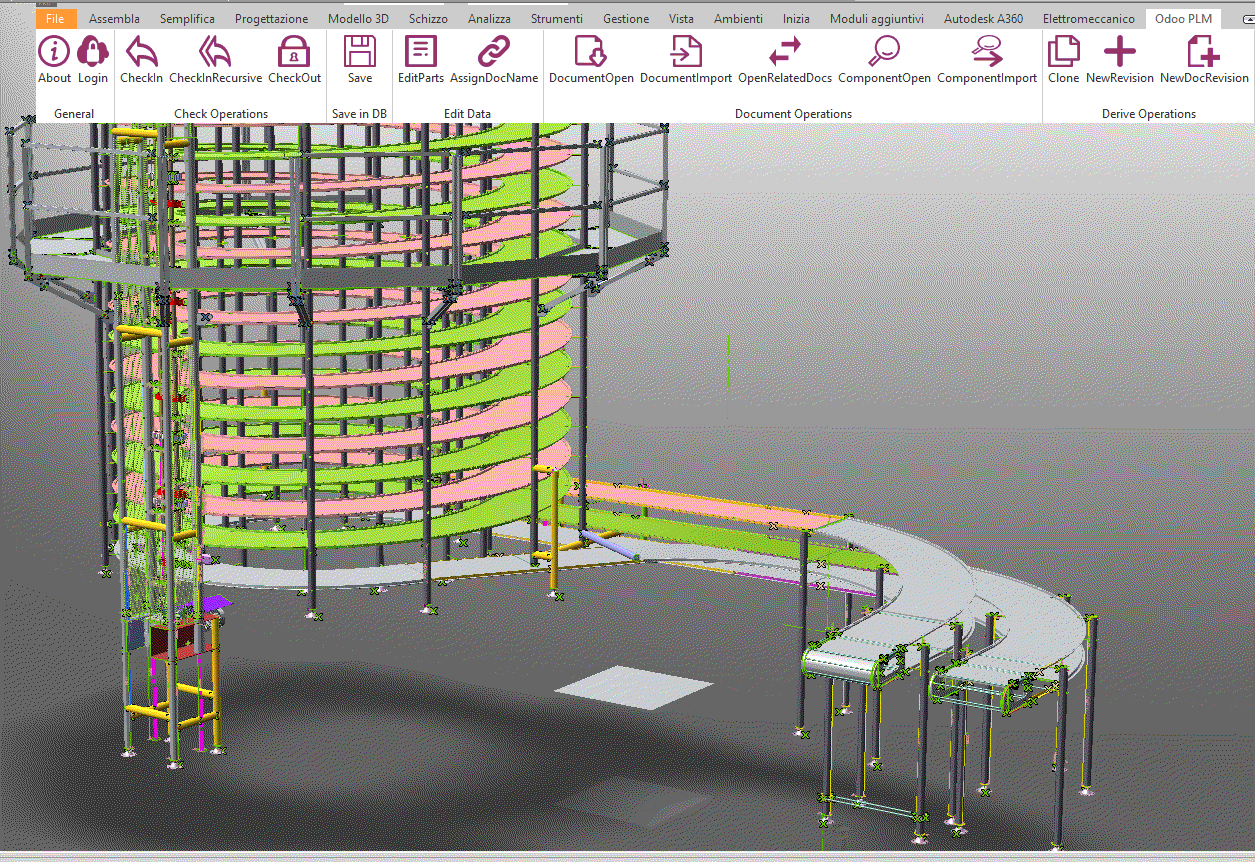 File Assembla Semplifica Progettazione Modello 3D Schizzo Analizza Strumenti Gestione Vista Ambienti Inizia Moduli aggiuntivi Autodesk A360 Elettromeccanico Odoo PLM
About Login CheckIn CheckInRecursive CheckOut Save EditParts AssignDocName DocumentOpen DocumentImport OpenRelatedDocs ComponentOpen ComponentImport Clone NewRevision NewDocRevision
General Check Operations Save in DB Edit Data Document Operations Derive Operations